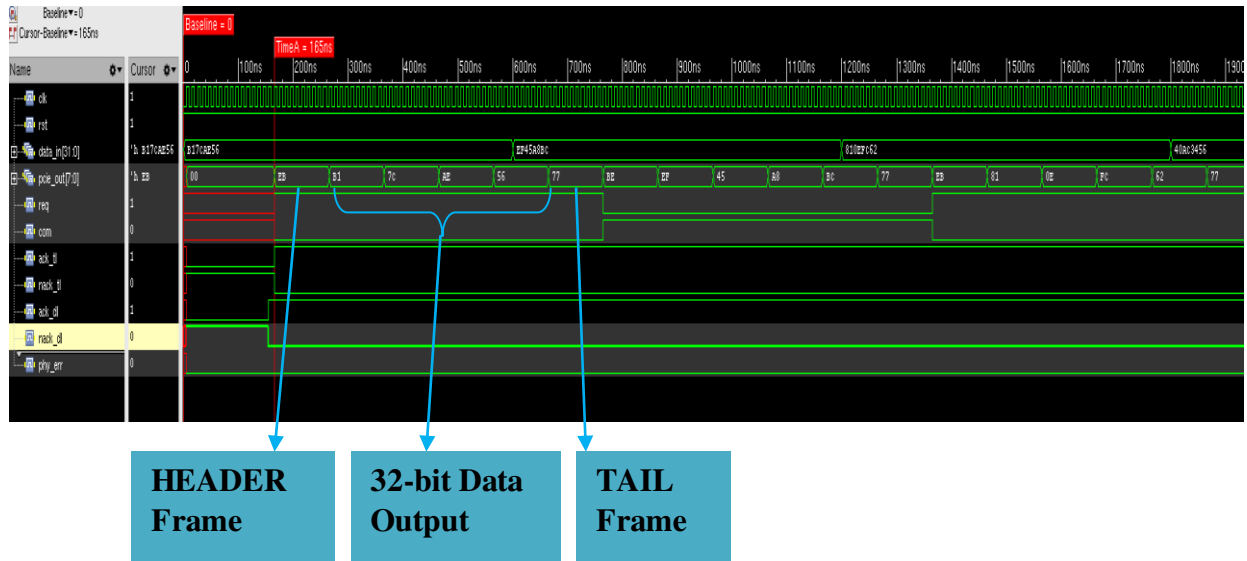 Baseline▼=0
Cursor-Baseline▼=165ns
Baseline = 0
TimeA = 165ns
Name Cursor 0 100ns 200ns 300ns 400ns 500ns 600ns 700ns 800ns 900ns 1000ns 1100ns 1200ns 1300ns 1400ns 1500ns 1600ns 1700ns 1800ns 1900
clk 1
rst 1
data_in[31:0] 'h B17CAE56 B17CAE56 EF45A8BC 810EFC62 40AC3456
pcie_out[7:0] 'h EB 00 EB B1 7C AE 56 77 BE EF 45 A8 BC 77 EB 81 0E FC 62 77
req 1
com 0
ack_tl 1
nack_tl 0
ack_dl 1
nack_dl 0
phy_err 0
HEADER Frame
32-bit Data Output
TAIL Frame